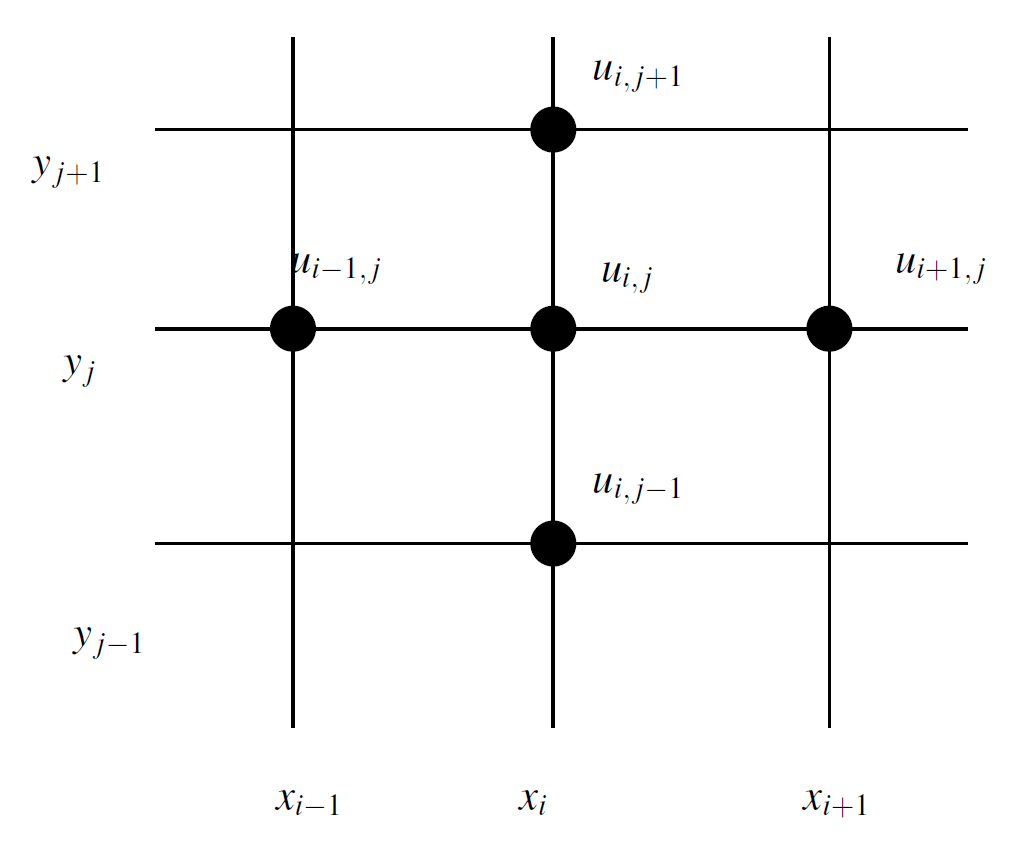 u_{i,j+1}
y_{j+1}
u_{i−1,j} u_{i,j} u_{i+1,j}
y_j
u_{i,j−1}
y_{j−1}
x_{i−1} x_i x_{i+1}